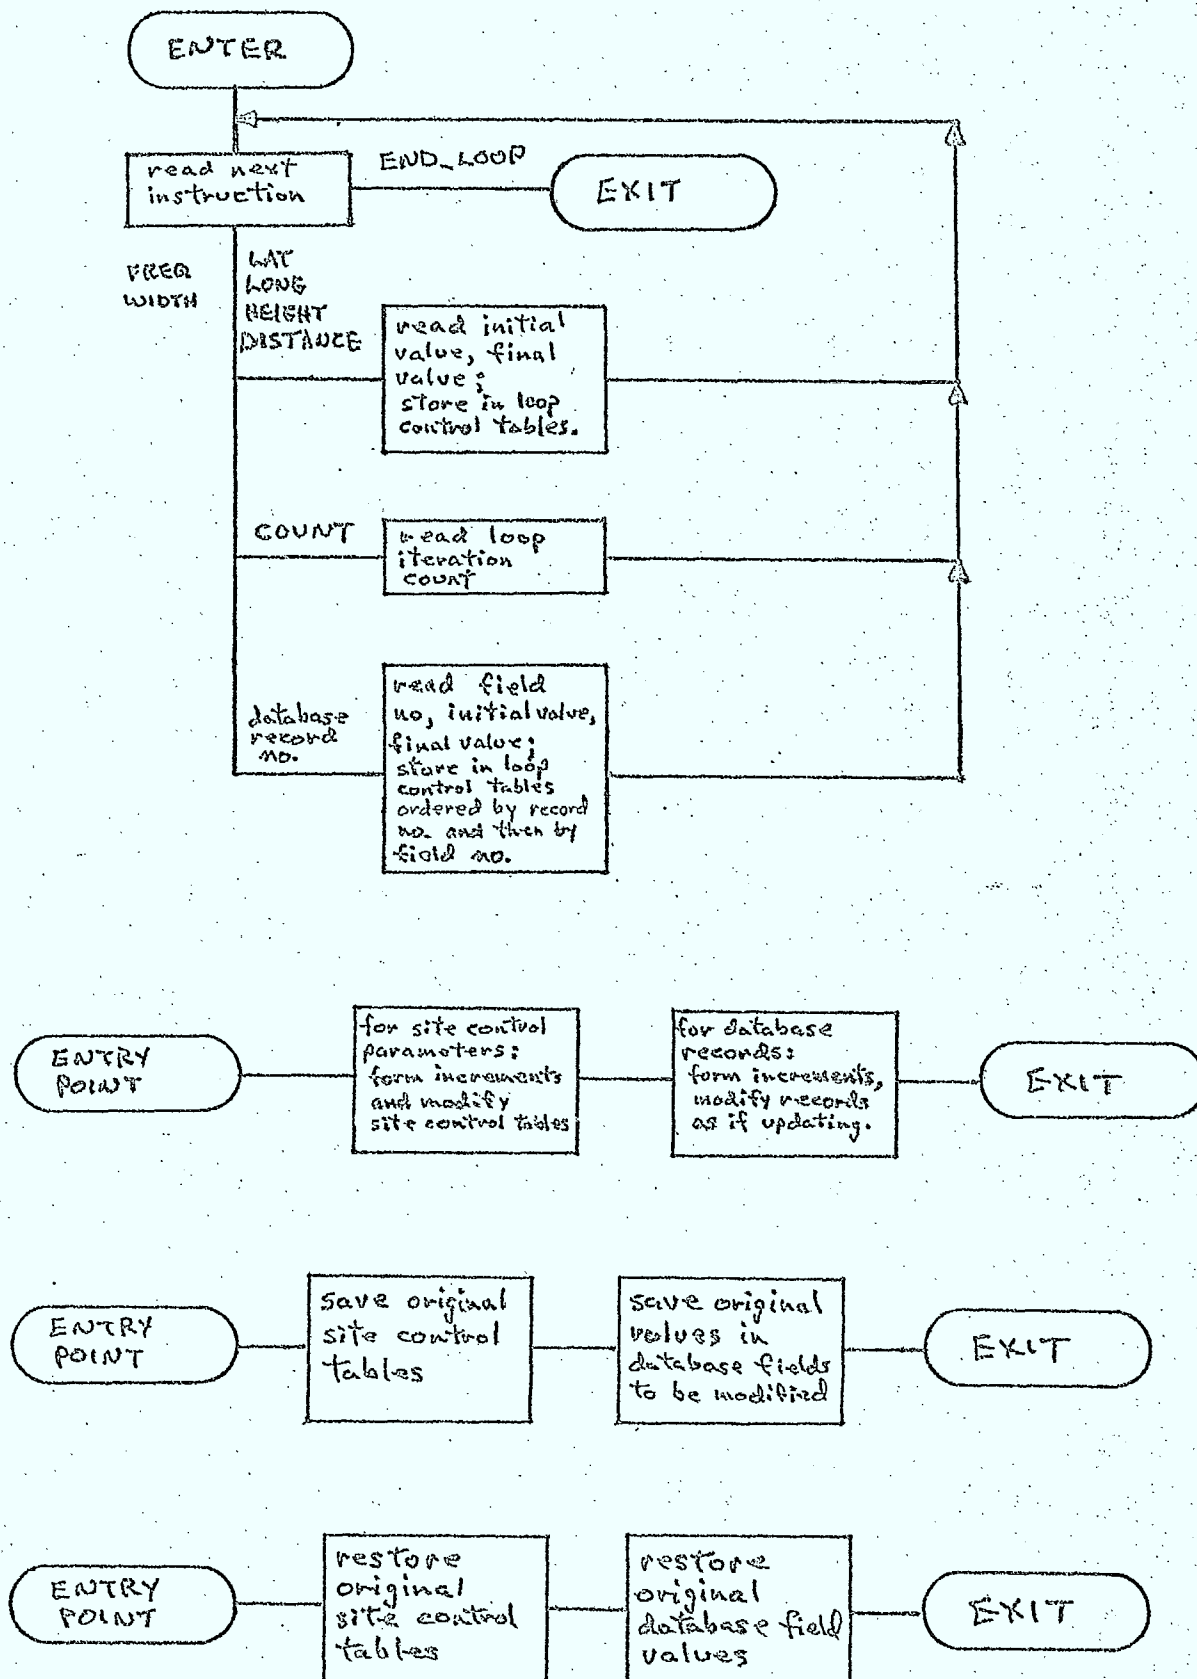 ENTER
read next
instruction
END_LOOP
EXIT
FREQ
WIDTH
LAT
LONG
HEIGHT
DISTANCE
read initial
value, final
value;
store in loop
control tables.
COUNT
read loop
iteration
count
database
record
no.
read field
no, initial value,
final value;
store in loop
control tables
ordered by record
no. and then by
field no.
ENTRY
POINT
for site control
parameters:
form increments
and modify
site control tables
for database
records:
form increments,
modify records
as if updating.
EXIT
ENTRY
POINT
save original
site control
tables
save original
values in
database fields
to be modified
EXIT
ENTRY
POINT
restore
original
site control
tables
restore
original
database field
values
EXIT